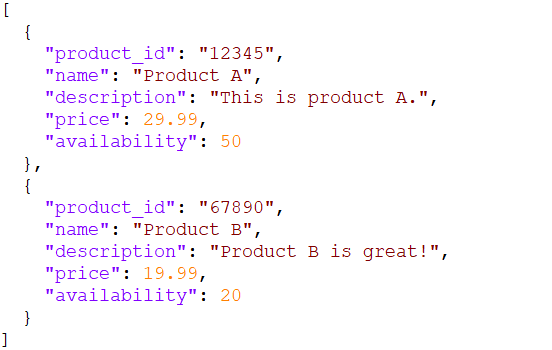 [
  {
    "product_id": "12345",
    "name": "Product A",
    "description": "This is product A.",
    "price": 29.99,
    "availability": 50
  },
  {
    "product_id": "67890",
    "name": "Product B",
    "description": "Product B is great!",
    "price": 19.99,
    "availability": 20
  }
]